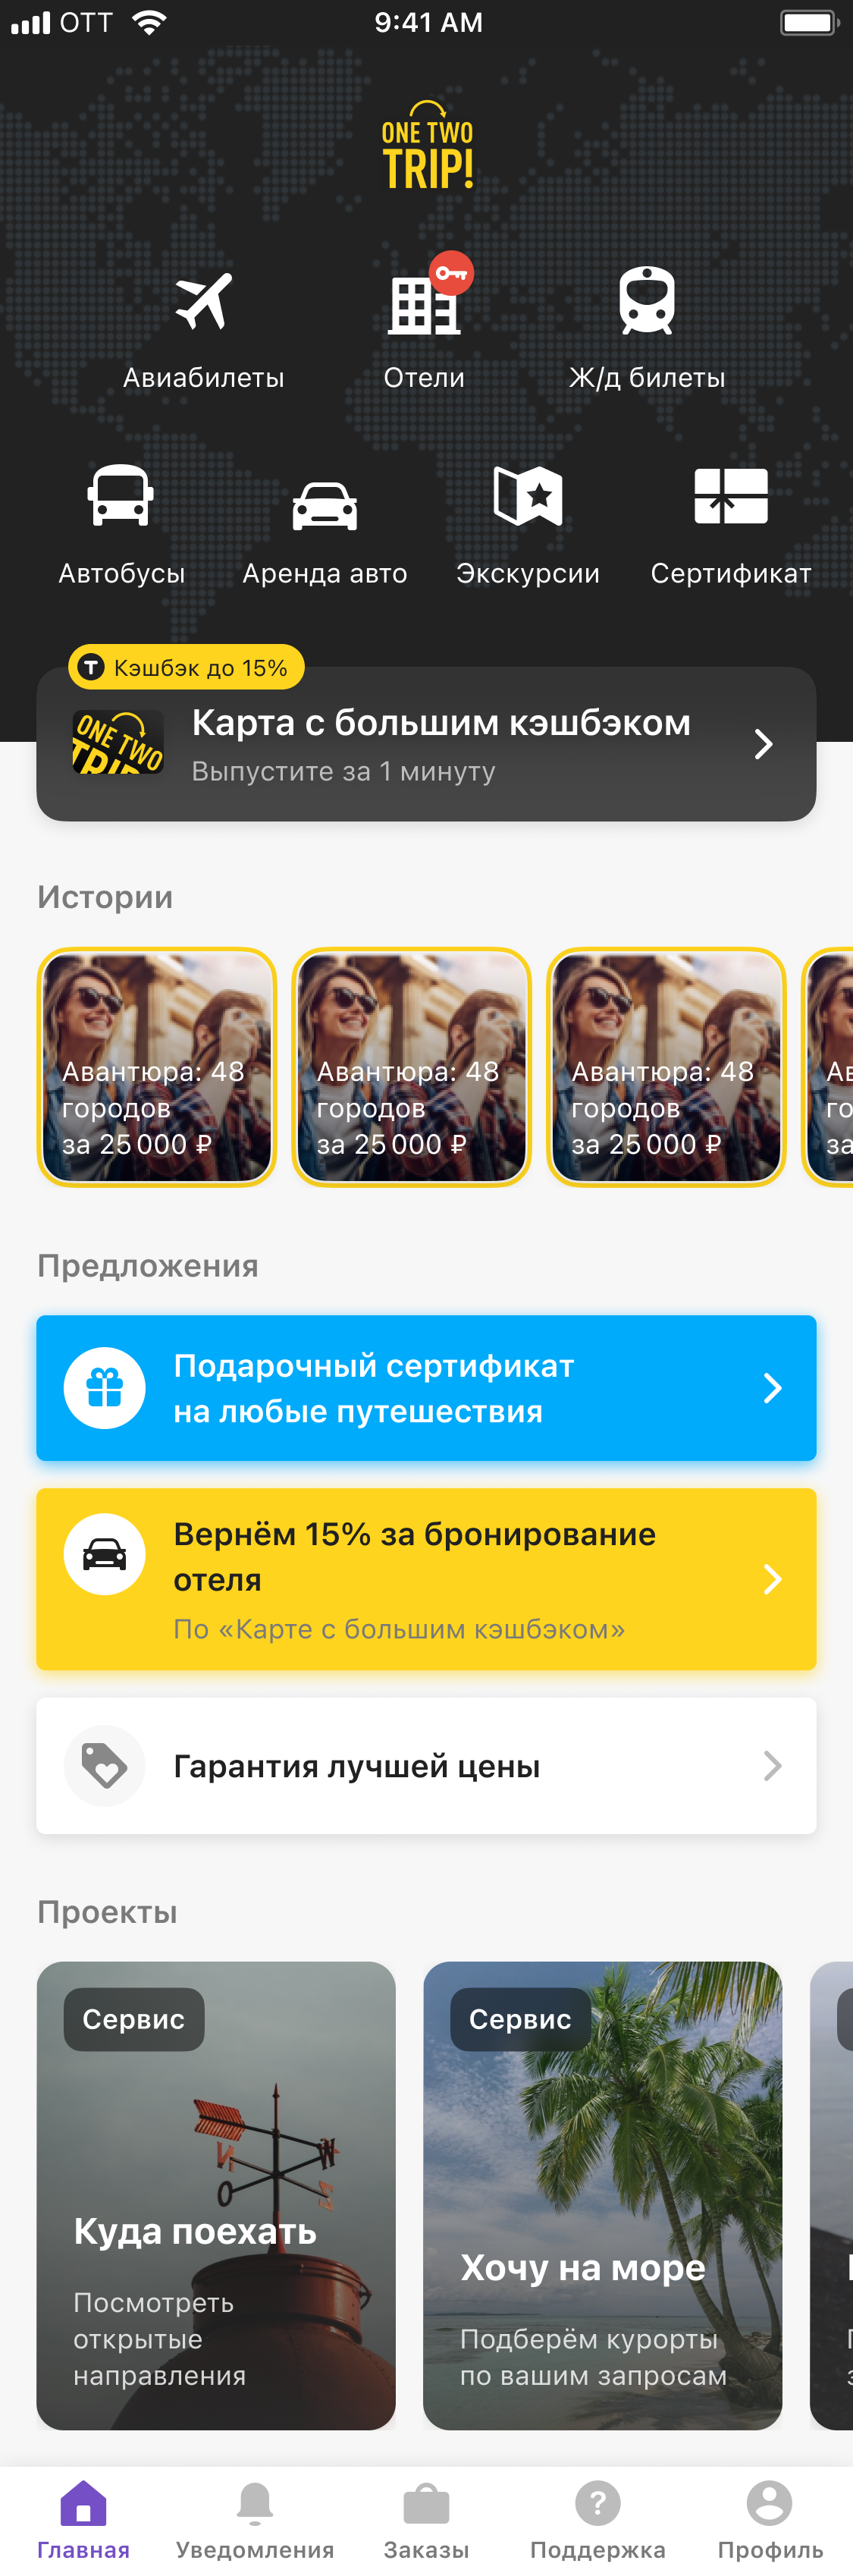 OTT
9:41 AM
ONE TWO
TRIP!
Авиабилеты
Отели
Ж/д билеты
Автобусы
Аренда авто
Экскурсии
Сертификат
Кэшбэк до 15%
ONE TWO
TRIP
Карта с большим кэшбэком
Выпустите за 1 минуту
Истории
Авантюра: 48
городов
за 25 000 ₽
Авантюра: 48
городов
за 25 000 ₽
Авантюра: 48
городов
за 25 000 ₽
Предложения
Подарочный сертификат
на любые путешествия
Вернём 15% за бронирование
отеля
По «Карте с большим кэшбэком»
Гарантия лучшей цены
Проекты
Сервис
Куда поехать
Посмотреть
открытые
направления
Сервис
Хочу на море
Подберём курорты
по вашим запросам
Главная
Уведомления
Заказы
Поддержка
Профиль